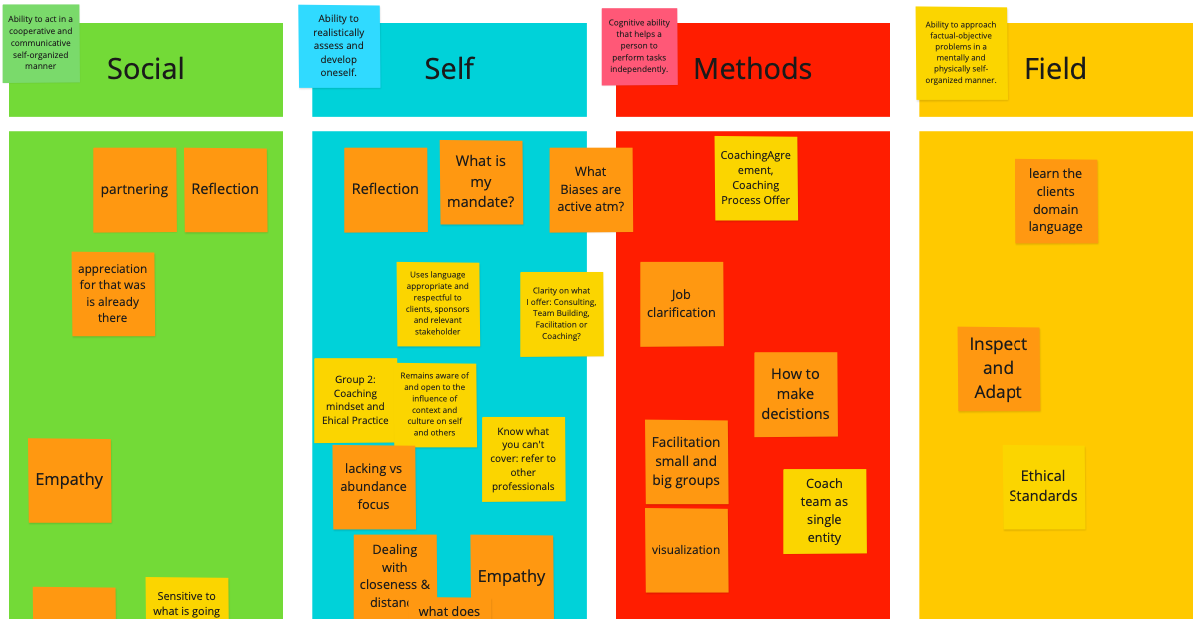 Ability to act in a
cooperative and
communicative
self-organized
manner
Social
Ability to
realistically
assess and
develop
oneself.
Self
Cognitive ability
that helps a
person to
perform tasks
independently.
Methods
Ability to approach
factual-objective
problems in a
mentally and
physically self-
organized manner.
Field
partnering
Reflection
appreciation
for that was
is already
there
Empathy
Sensitive to
what is going
Reflection
What is
my
mandate?
What
Biases are
active atm?
Uses language
appropriate and
respectful to
clients, sponsors
and relevant
stakeholder
Clarity on what
I offer: Consulting,
Team Building,
Facilitation or
Coaching?
Group 2:
Coaching
mindset and
Ehical Practice
Remains aware of
and open to the
influence of
context and
culture on self
and others
Know what
you can't
cover: refer to
other
professionals
lacking vs
abundance
focus
Dealing
with
closeness &
distanc
Empathy
what does
CoachingAgre
ement,
Coaching
Process Offer
Job
clarification
How to
make
decistions
Facilitation
small and
big groups
Coach
team as
single
entity
visualization
learn the
clients
domain
language
Inspect
and
Adapt
Ethical
Standards